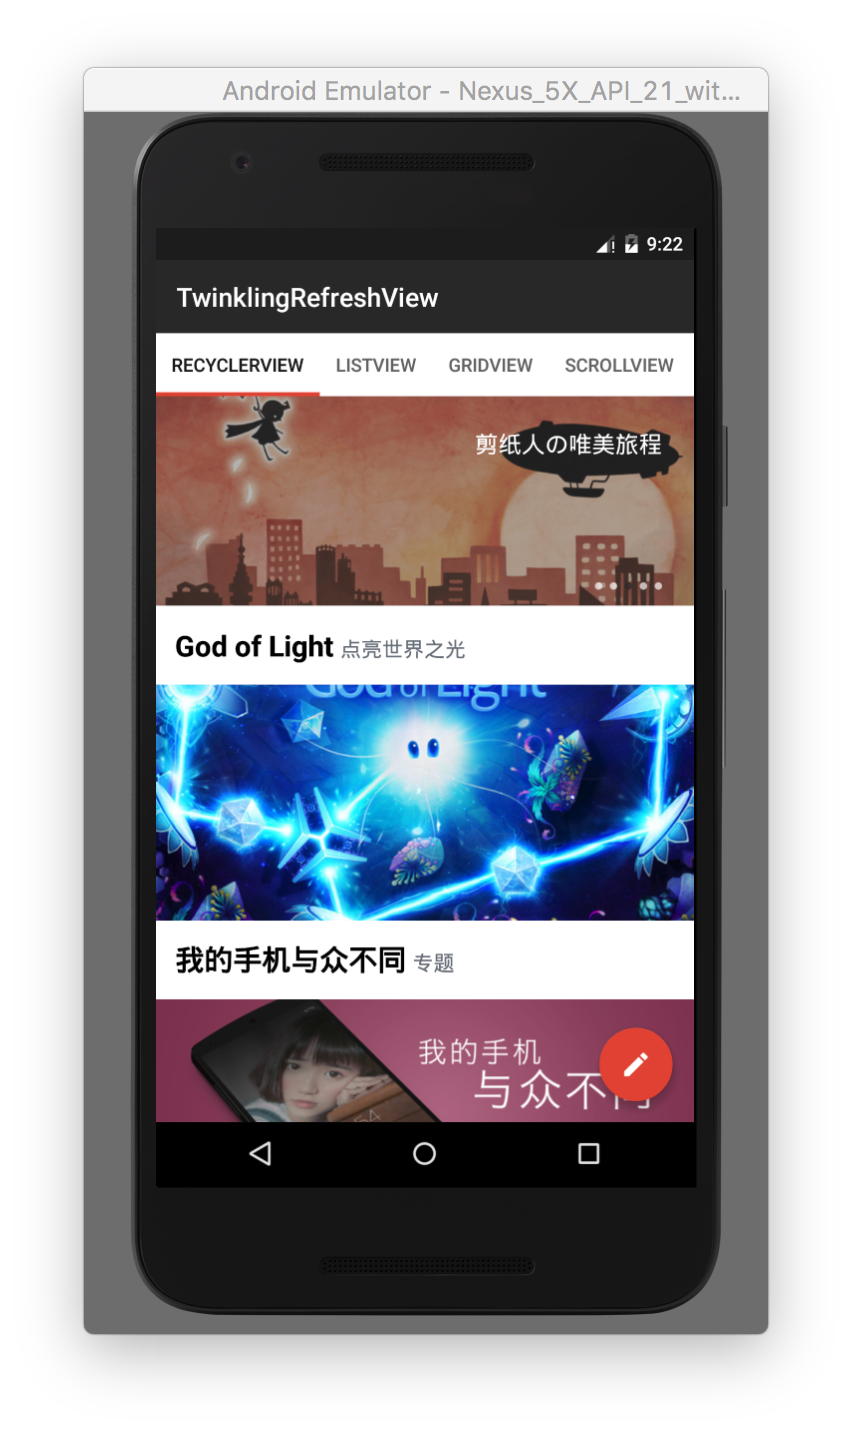 Android Emulator - Nexus_5X_API_21_wit...
9:22
TwinklingRefreshView
RECYCLERVIEW LISTVIEW GRIDVIEW SCROLLVIEW
剪纸人の唯美旅程
God of Light 点亮世界之光
God of Light
我的手机与众不同 专题
我的手机
与众不同
54